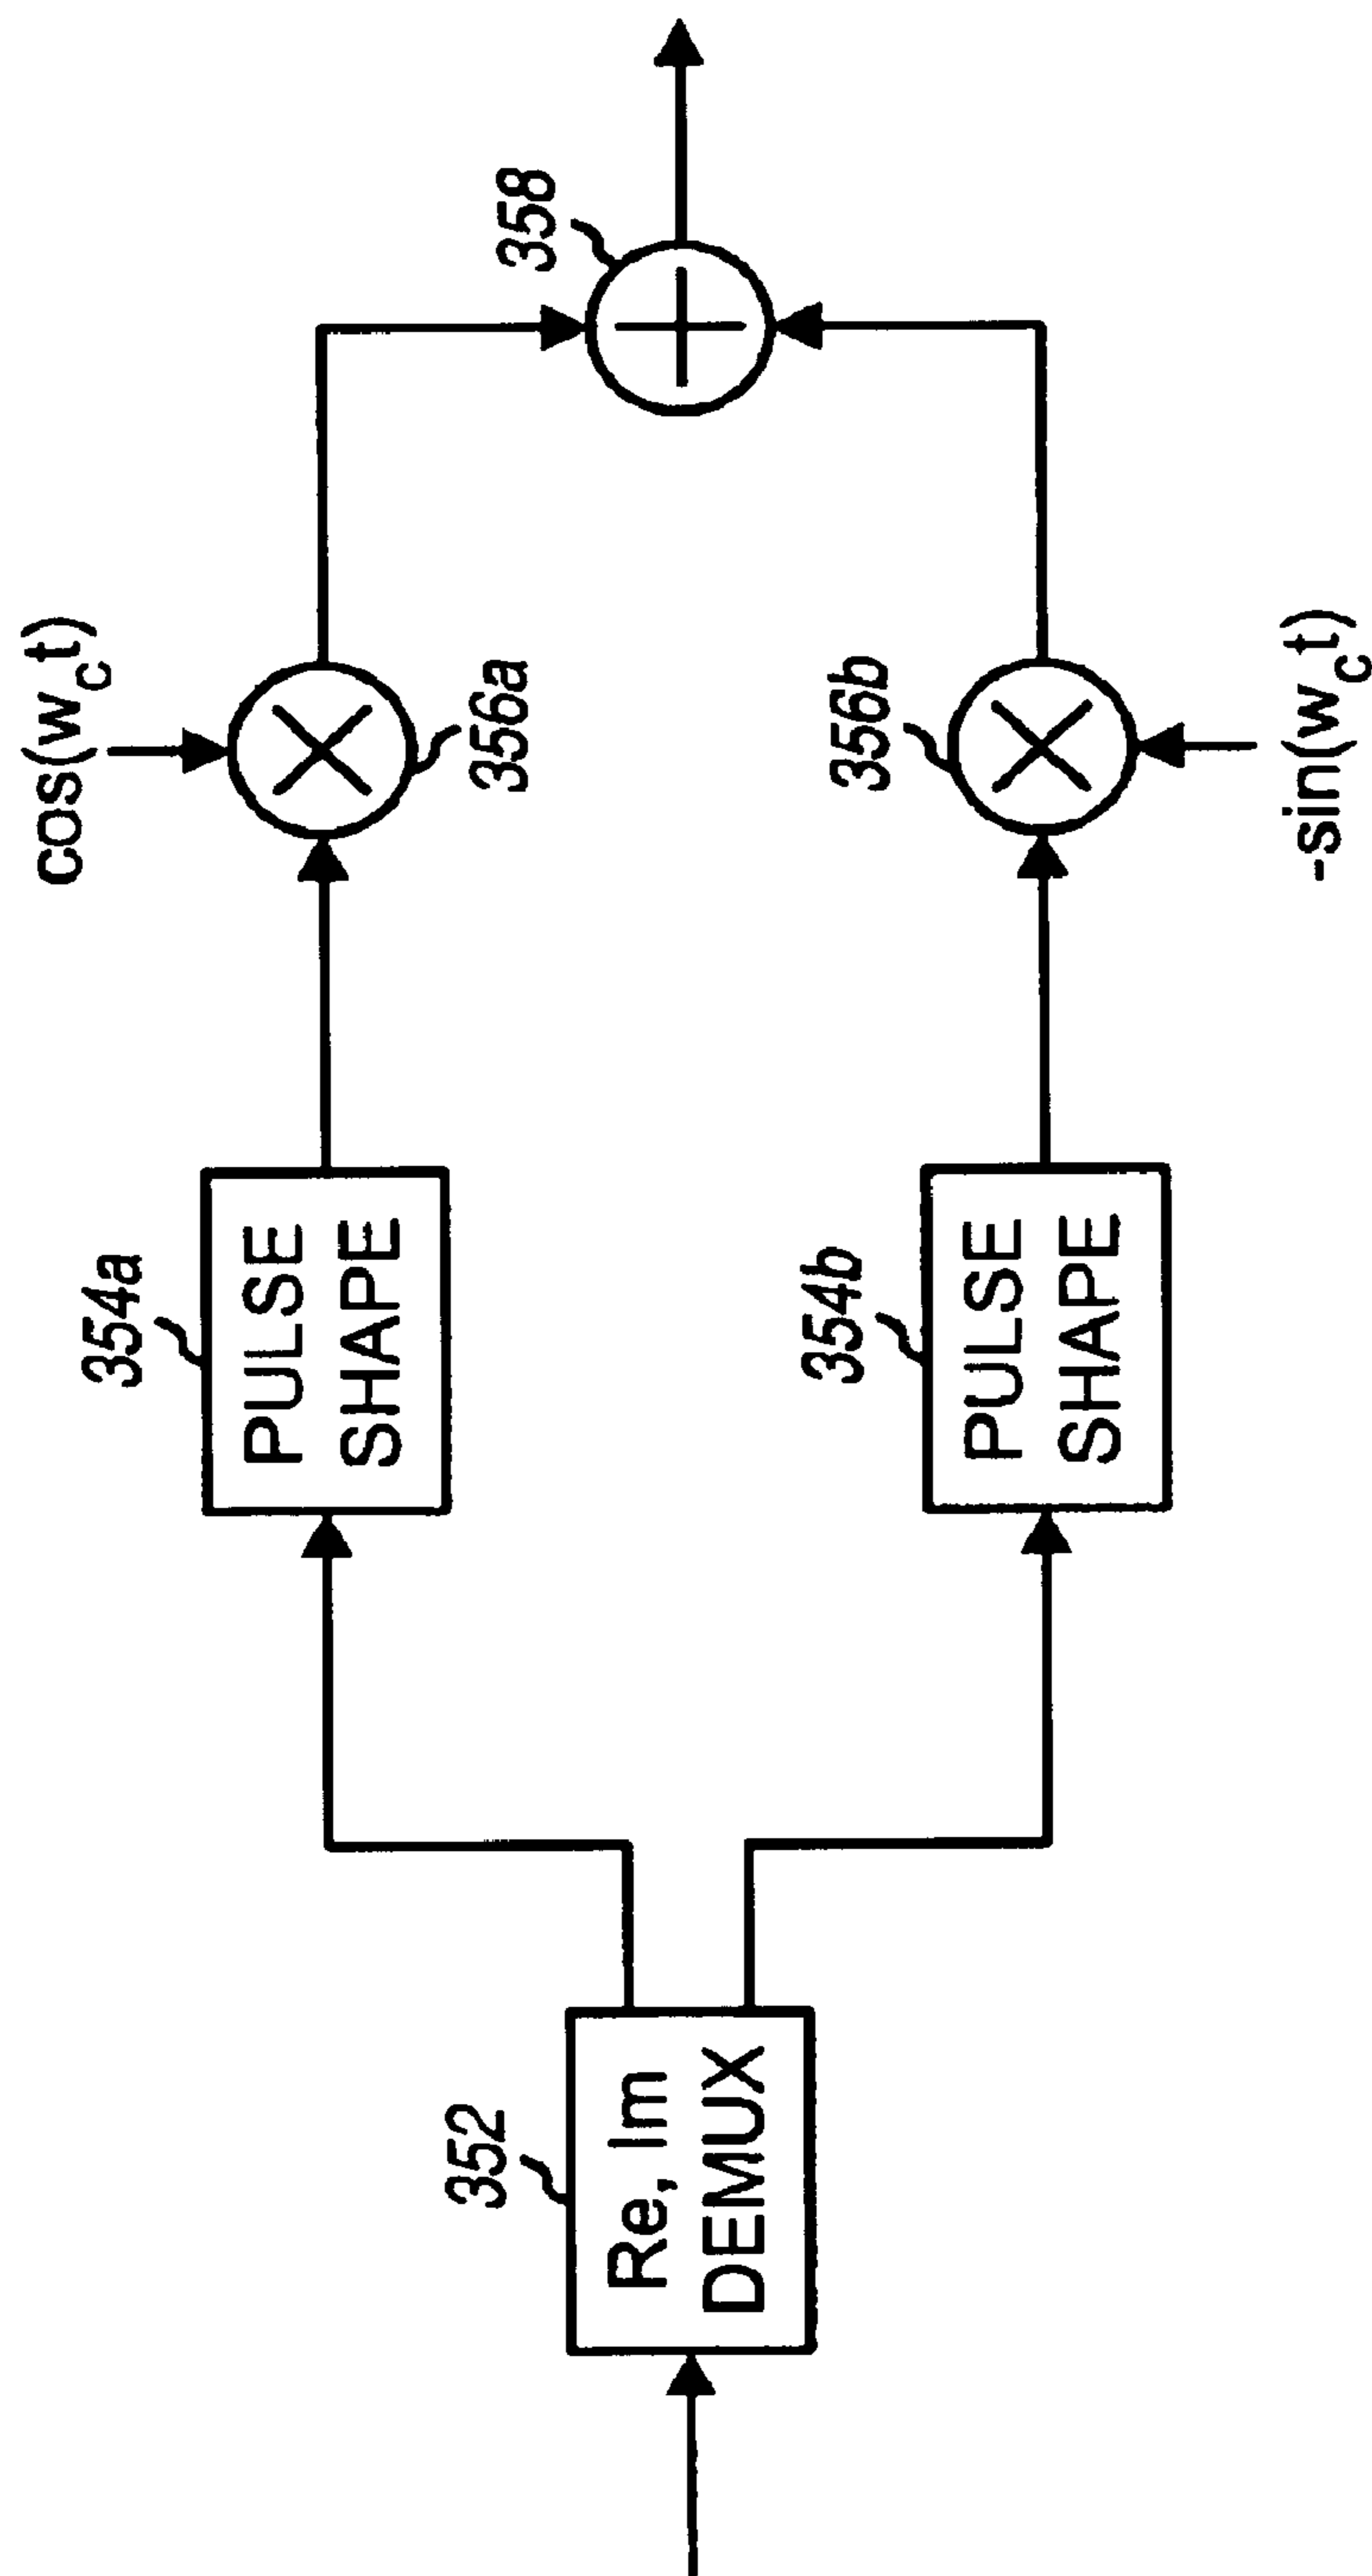 352
Re, Im
DEMUX
354a
PULSE
SHAPE
354b
PULSE
SHAPE
cos(w_c t)
356a
356b
-sin(w_c t)
358